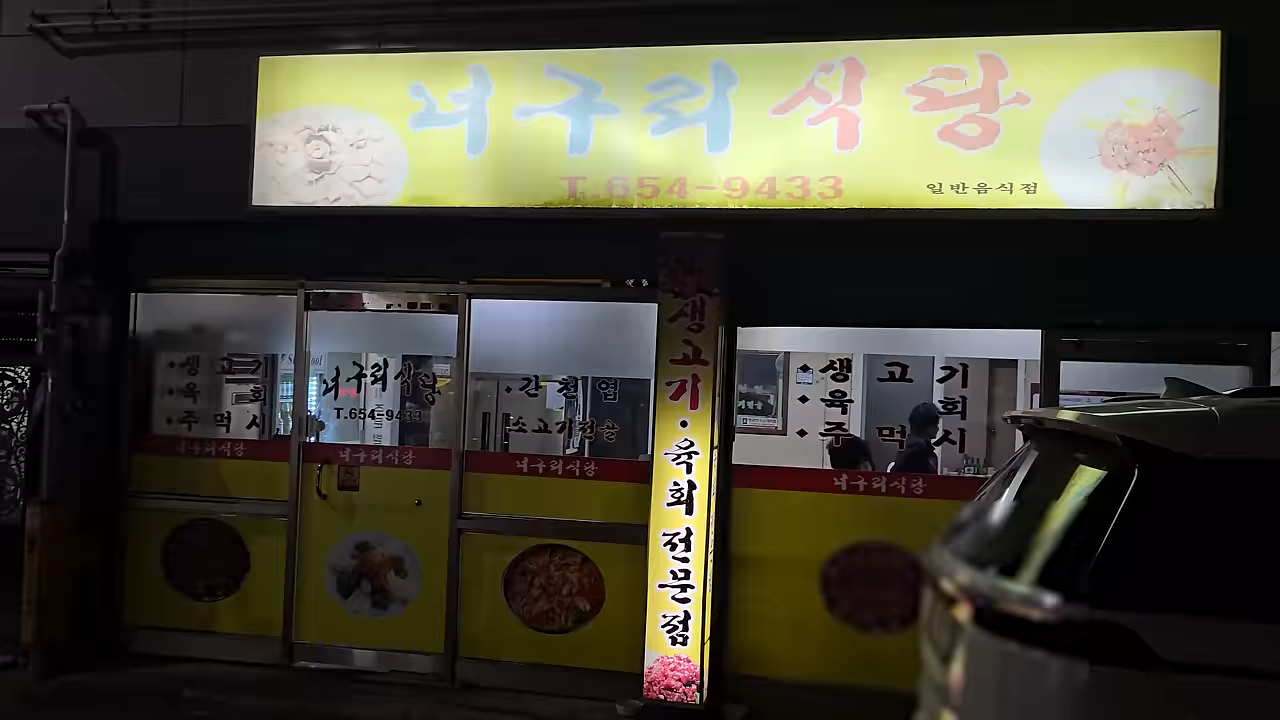 너구리식당
T.654-9433
일반음식점
생고기·육회전문점
·생고기
·육회
·주먹시
너구리식당
T.654-9433
·간천엽
소고기전골
·생고기
·육회
·주먹시
너구리식당
너구리식당
너구리식당
너구리식당